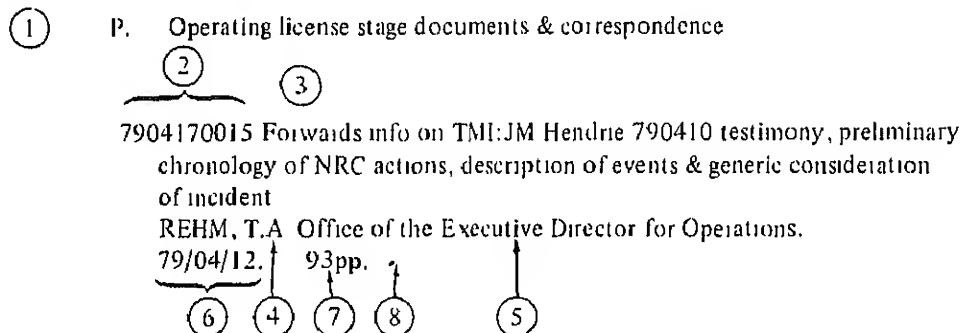 1 P. Operating license stage documents & correspondence
2
3
7904170015 Forwards info on TMI:JM Hendrie 790410 testimony, preliminary
chronology of NRC actions, description of events & generic consideration
of incident
REHM, T.A Office of the Executive Director for Operations.
79/04/12. 93pp.
6 4 7 8 5